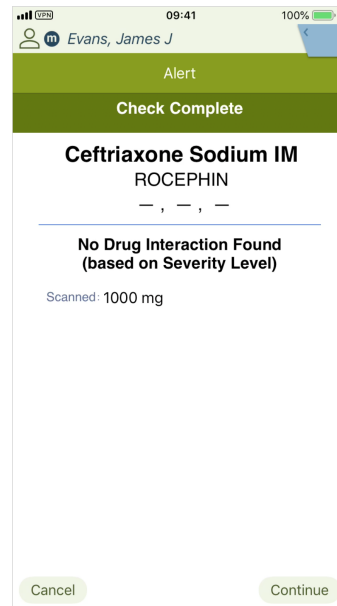 VPN 09:41 100%
m Evans, James J
Alert
Check Complete
Ceftriaxone Sodium IM
ROCEPHIN
— , — , —
No Drug Interaction Found
(based on Severity Level)
Scanned: 1000 mg
Cancel Continue